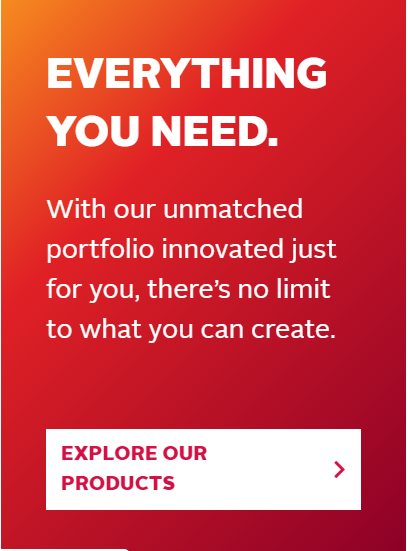 EVERYTHING
YOU NEED.
With our unmatched
portfolio innovated just
for you, there’s no limit
to what you can create.
EXPLORE OUR
PRODUCTS